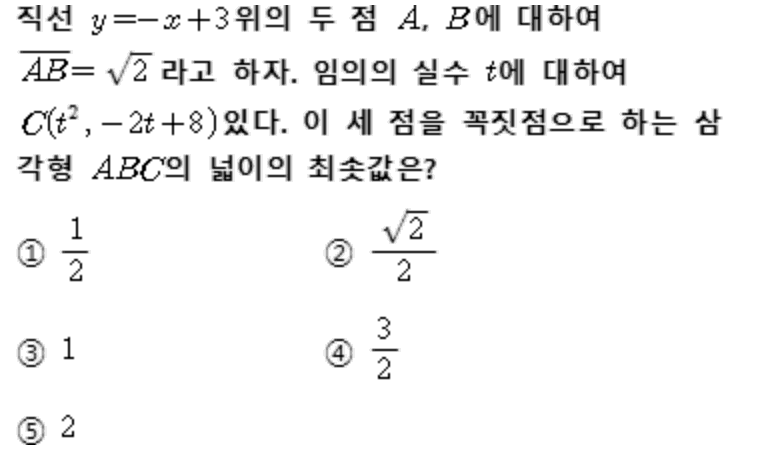 직선 y=-x+3위의 두 점 A, B에 대하여
\overline{AB}=√2 라고 하자. 임의의 실수 t에 대하여
C(t², -2t+8)있다. 이 세 점을 꼭짓점으로 하는 삼
각형 ABC의 넓이의 최솟값은?
① 1/2 ② √2/2
③ 1 ④ 3/2
⑤ 2